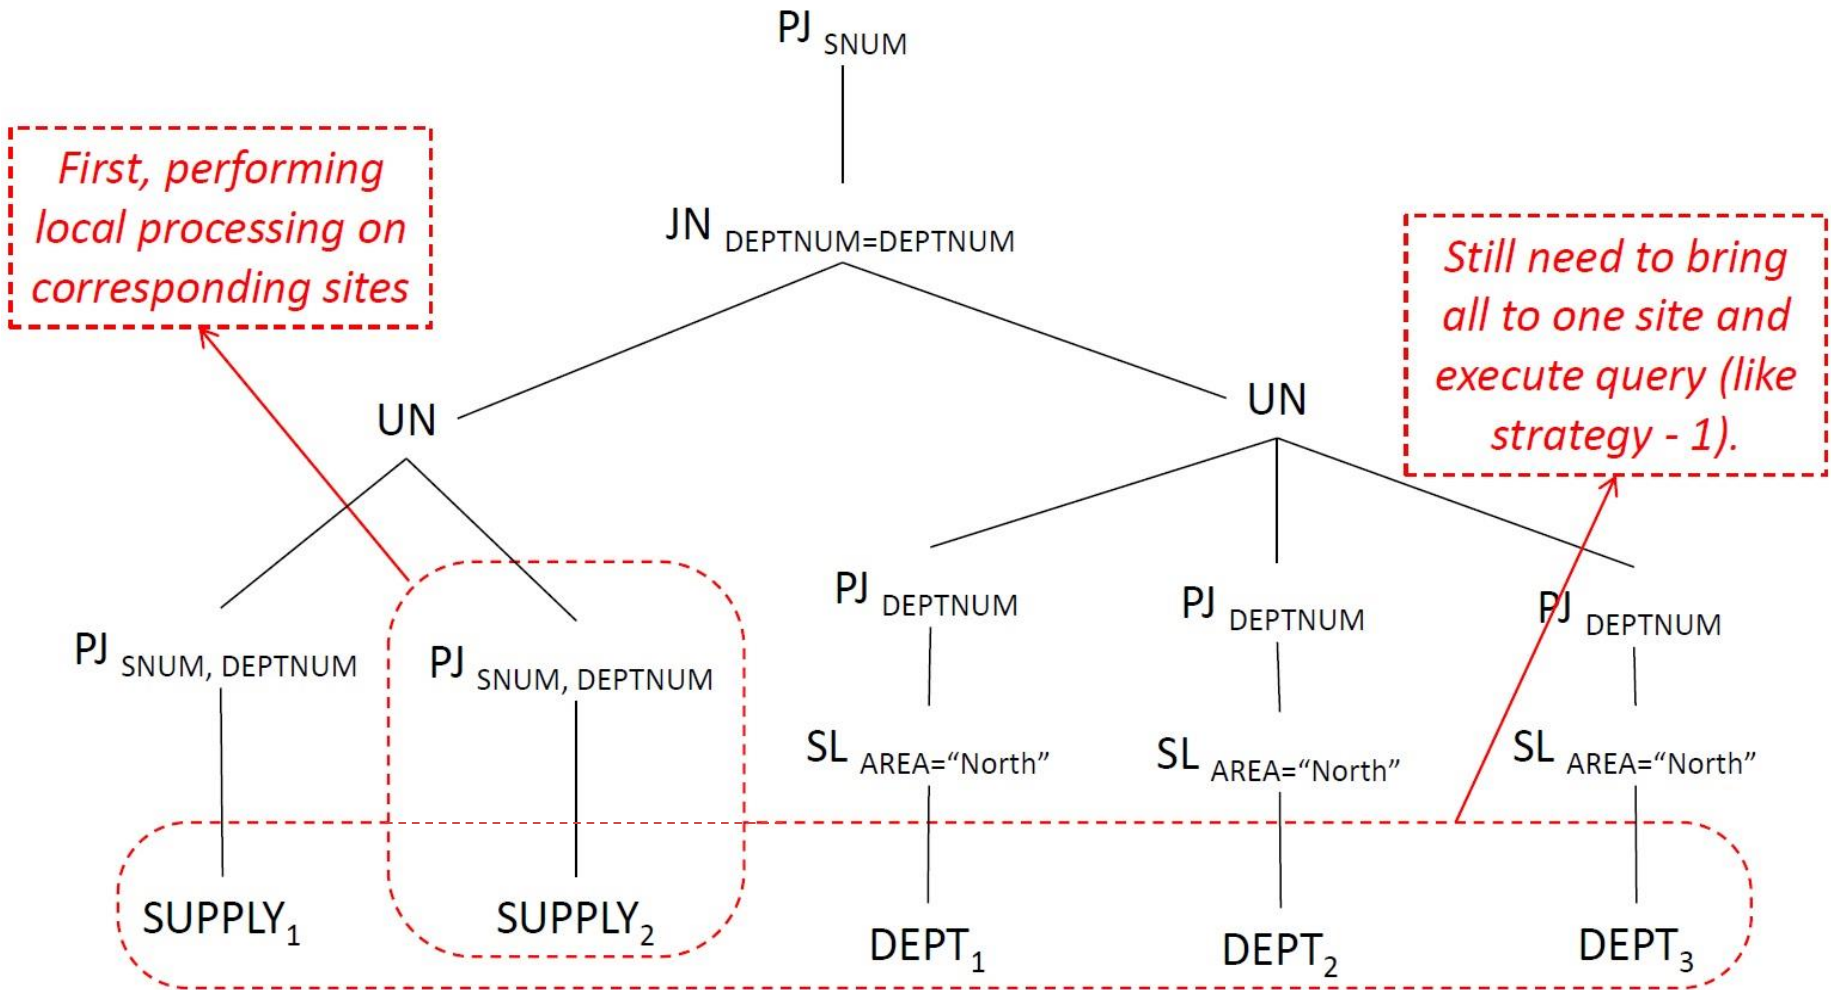 PJ SNUM
First, performing
local processing on
corresponding sites
JN DEPTNUM=DEPTNUM
Still need to bring
all to one site and
execute query (like
strategy - 1).
UN
UN
PJ SNUM, DEPTNUM
PJ SNUM, DEPTNUM
PJ DEPTNUM
PJ DEPTNUM
PJ DEPTNUM
SL AREA=“North”
SL AREA=“North”
SL AREA=“North”
SUPPLY1
SUPPLY2
DEPT1
DEPT2
DEPT3